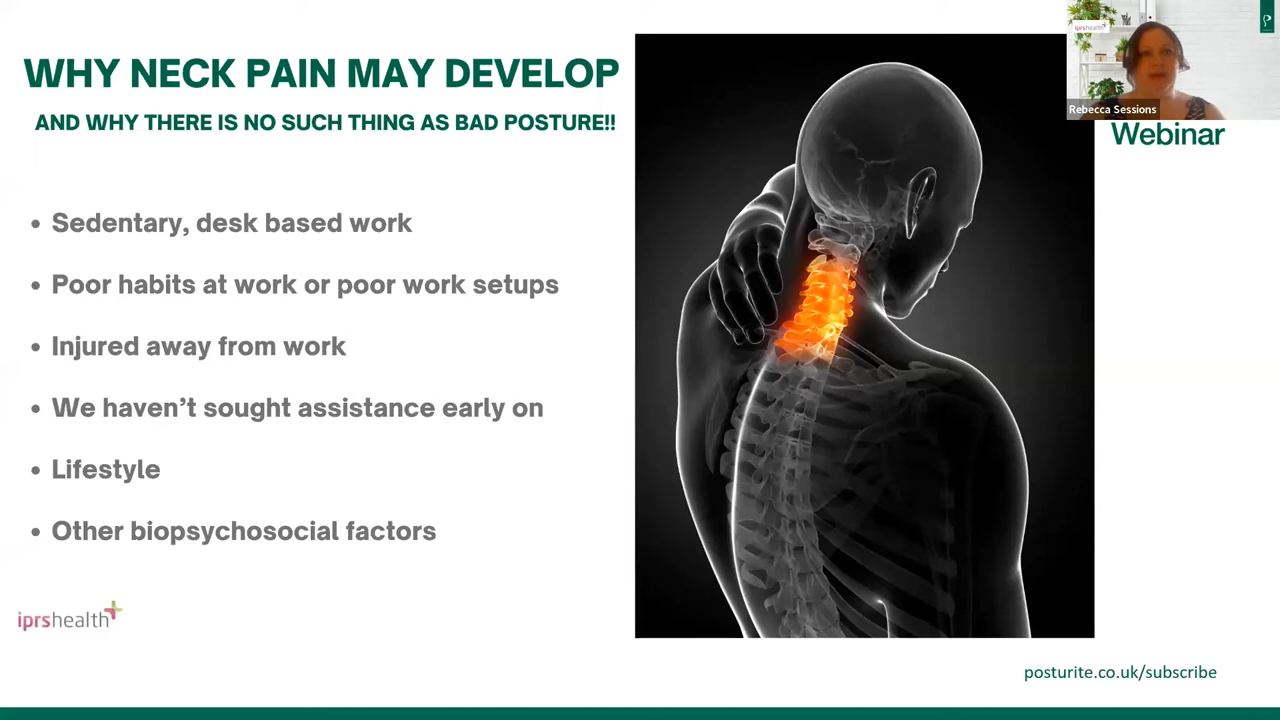 WHY NECK PAIN MAY DEVELOP
AND WHY THERE IS NO SUCH THING AS BAD POSTURE!!
• Sedentary, desk based work
• Poor habits at work or poor work setups
• Injured away from work
• We haven’t sought assistance early on
• Lifestyle
• Other biopsychosocial factors
iprshealth
iprshealth
Rebecca Sessions
Webinar
posturite.co.uk/subscribe